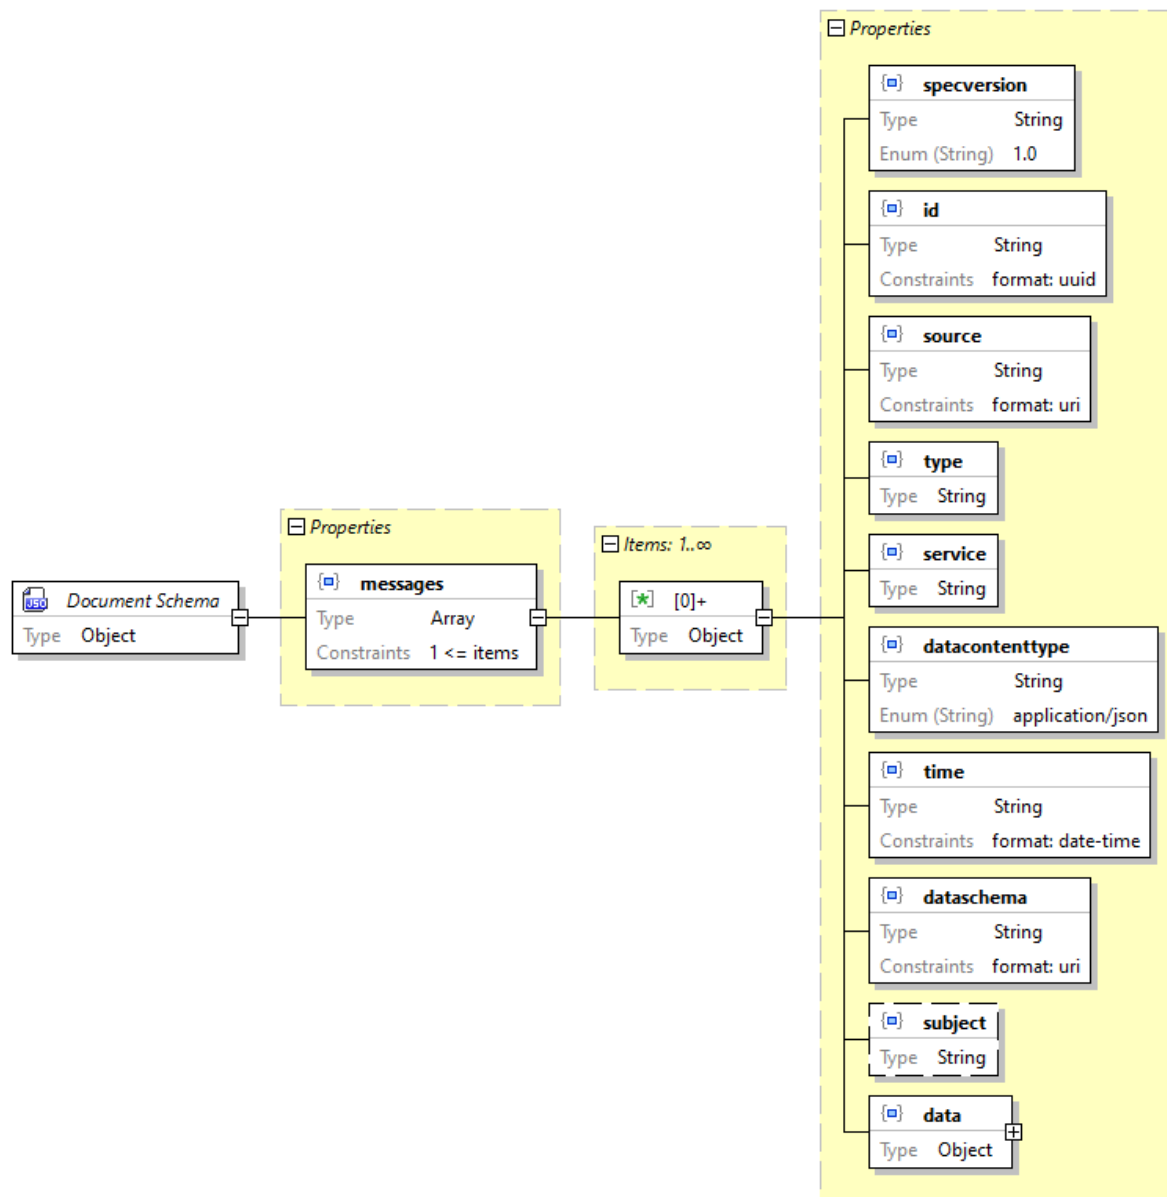 Properties
specversion
Type String
Enum (String) 1.0
id
Type String
Constraints format: uuid
source
Type String
Constraints format: uri
type
Type String
service
Type String
datacontenttype
Type String
Enum (String) application/json
time
Type String
Constraints format: date-time
dataschema
Type String
Constraints format: uri
subject
Type String
data
Type Object
Properties
messages
Type Array
Constraints 1 <= items
Items: 1..∞
[0]+
Type Object
JSO Document Schema
Type Object